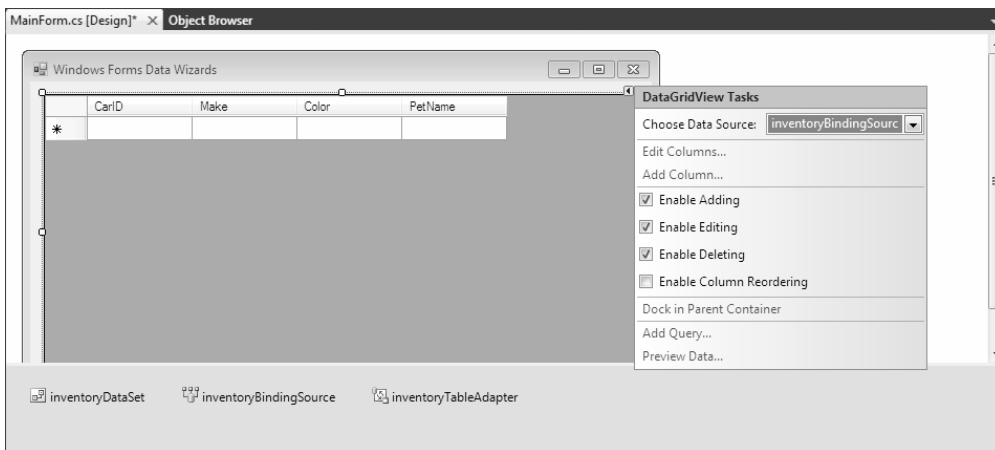 MainForm.cs [Design]* Object Browser
Windows Forms Data Wizards
CarID Make Color PetName
DataGridView Tasks
Choose Data Source: inventoryBindingSourc
Edit Columns...
Add Column...
Enable Adding
Enable Editing
Enable Deleting
Enable Column Reordering
Dock in Parent Container
Add Query...
Preview Data...
inventoryDataSet inventoryBindingSource inventoryTableAdapter